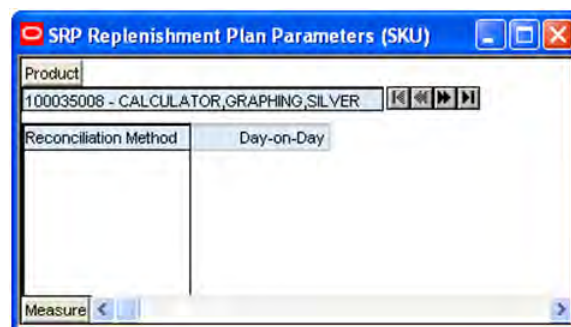 SRP Replenishment Plan Parameters (SKU)
Product
100035008 - CALCULATOR,GRAPHING,SILVER
Reconciliation Method Day-on-Day
Measure